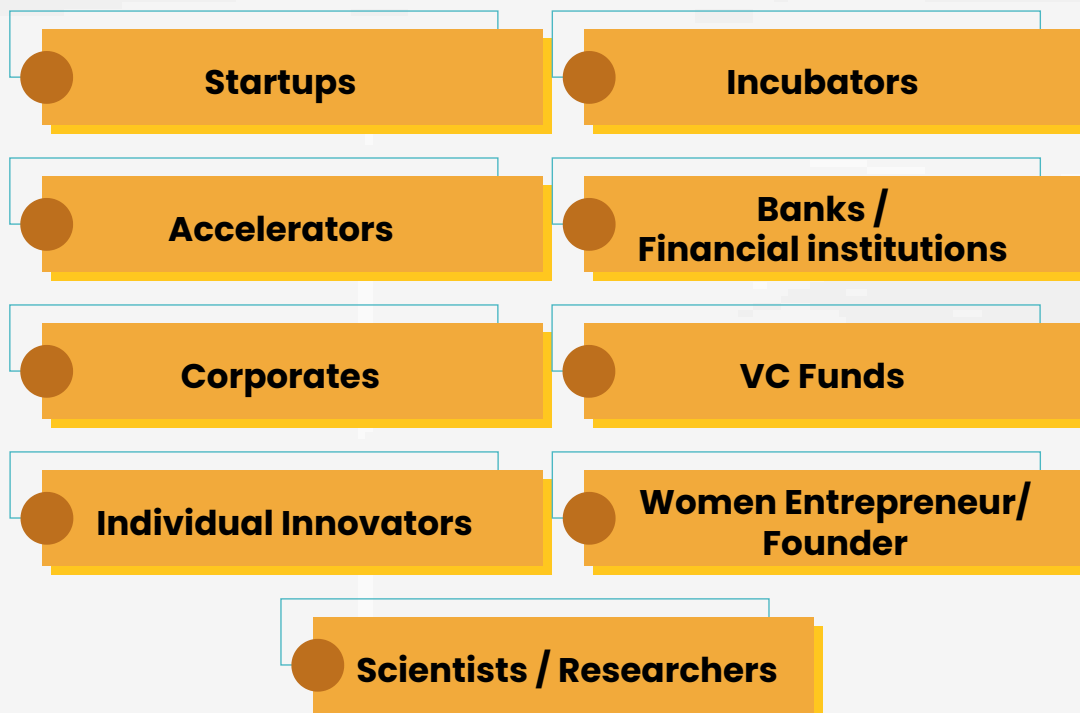 Startups
Incubators
Accelerators
Banks /
Financial institutions
Corporates
VC Funds
Individual Innovators
Women Entrepreneur/
Founder
Scientists / Researchers